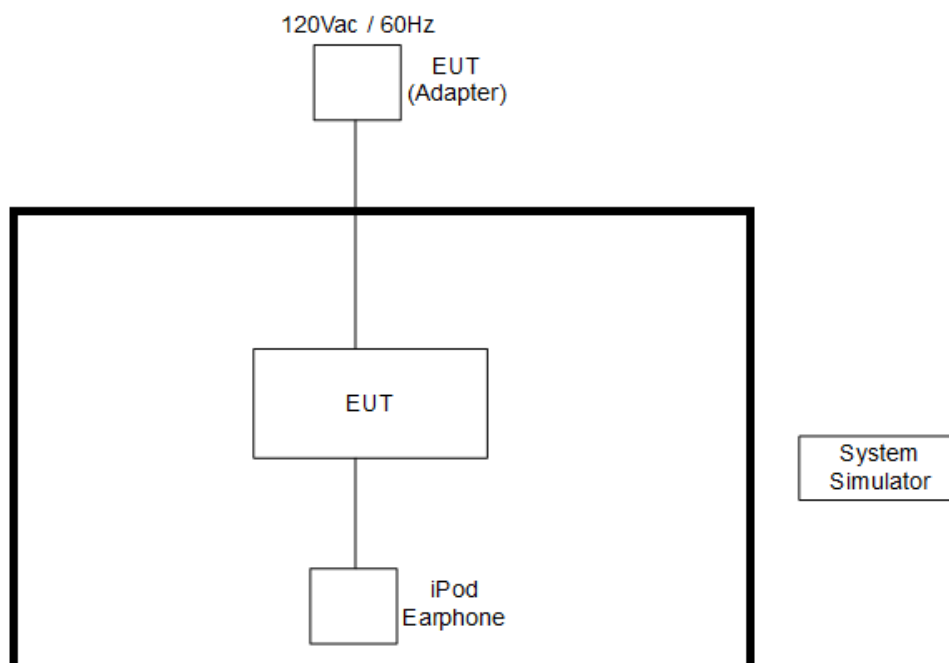 120Vac / 60Hz
EUT
(Adapter)
EUT
System
Simulator
iPod
Earphone